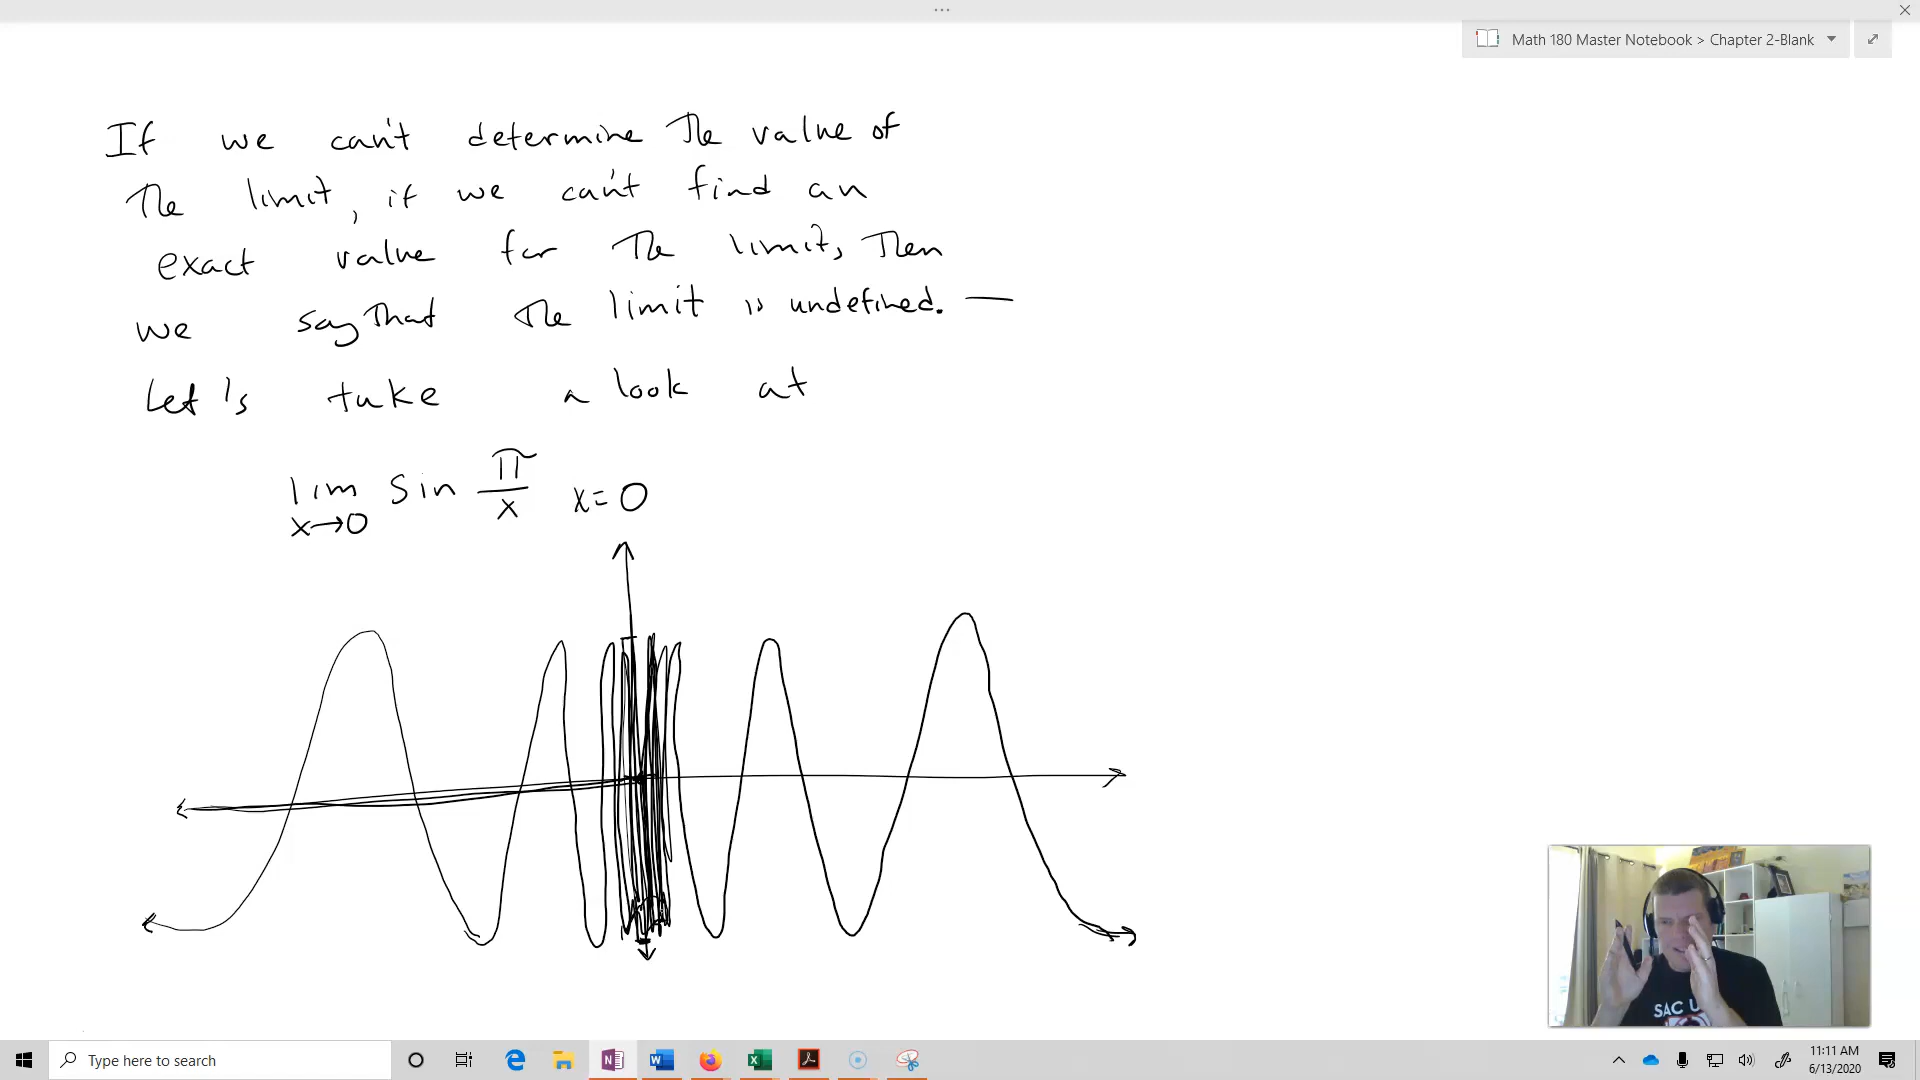 Math 180 Master Notebook > Chapter 2-Blank
If we can't determine the value of
the limit, if we can't find an
exact value for the limit, then
we say that the limit is undefined. —
Let's take a look at
lim x→0 sin π/x x=0
SAC U
Type here to search
11:11 AM
6/13/2020